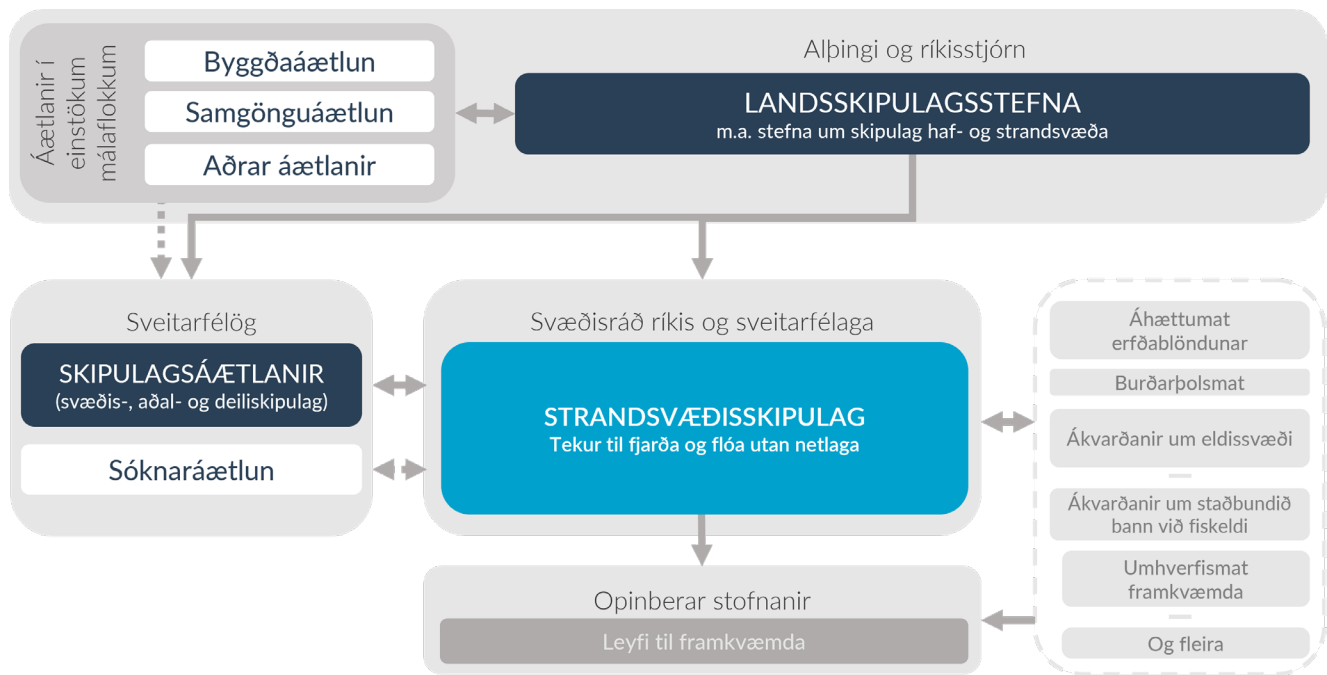 Áætlanir í
einstökum
málaflokkum
Byggðaáætlun
Samgönguáætlun
Aðrar áætlanir
Alþingi og ríkisstjórn
LANDSSKIPULAGSSTEFNA
m.a. stefna um skipulag haf- og strandsvæða
Sveitarfélög
SKIPULAGSÁÆTLANIR
(svæðis-, aðal- og deiliskipulag)
Sóknaráætlun
Svæðisráð ríkis og sveitarfélaga
STRANDSVÆÐISSKIPULAG
Tekur til fjarða og flóa utan netlaga
Opinberar stofnanir
Leyfi til framkvæmda
Áhættumat
erfðablöndunar
Burðarþolsmat
Ákvarðanir um eldissvæði
Ákvarðanir um staðbundið
bann við fiskeldi
Umhverfismat
framkvæmda
Og fleira